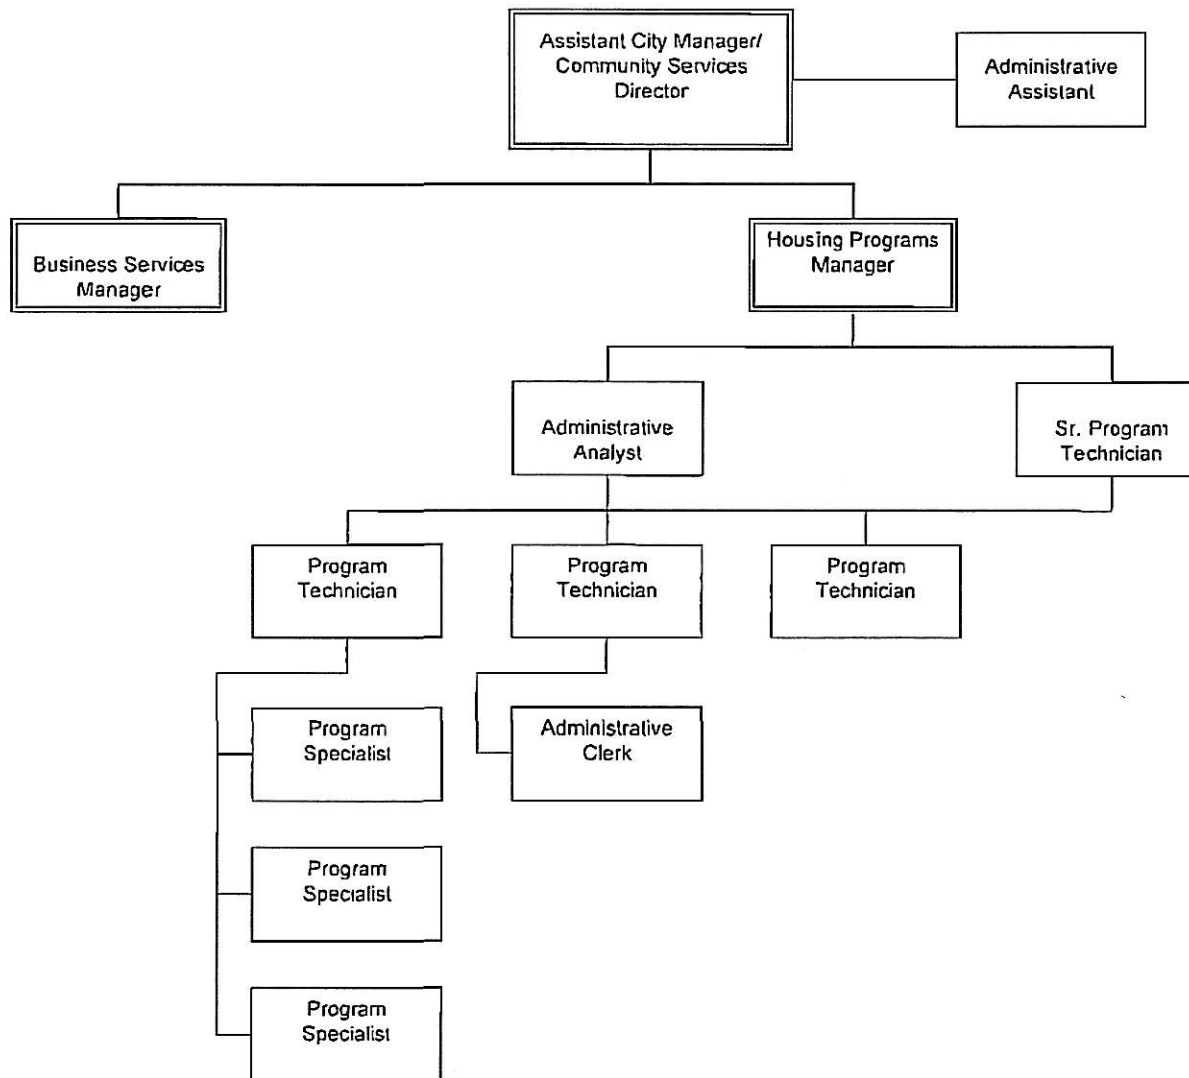 Assistant City Manager/
Community Services
Director
Administrative
Assistant
Business Services
Manager
Housing Programs
Manager
Administrative
Analyst
Sr. Program
Technician
Program
Technician
Program
Technician
Program
Technician
Program
Specialist
Administrative
Clerk
Program
Specialist
Program
Specialist